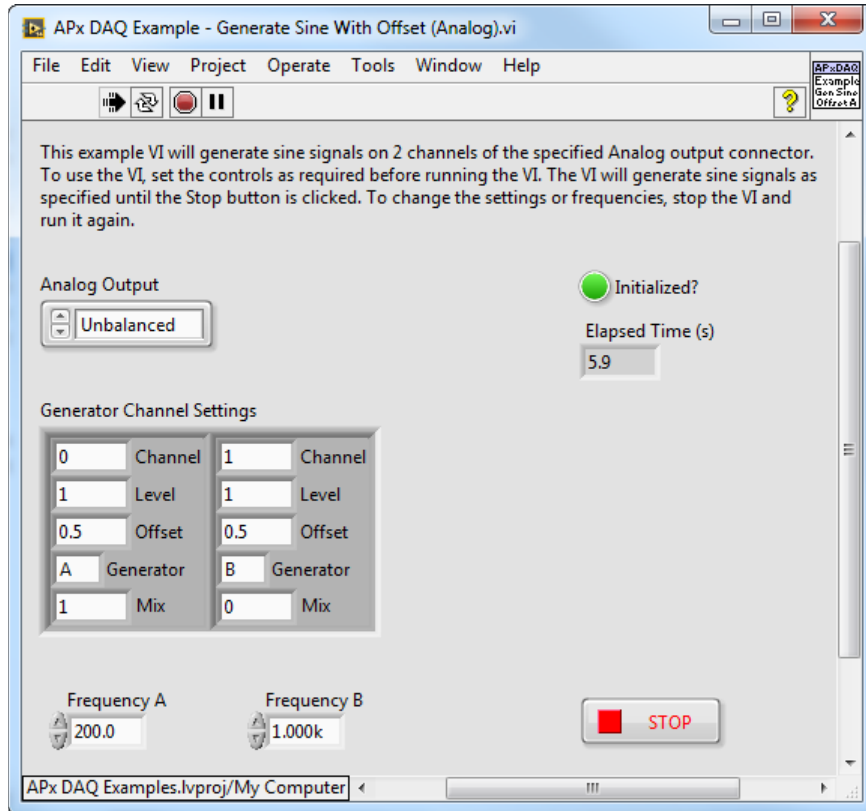 APx DAQ Example - Generate Sine With Offset (Analog).vi
File Edit View Project Operate Tools Window Help
APxDAQ
Example
Gen Sine
Offset A
This example VI will generate sine signals on 2 channels of the specified Analog output connector.
To use the VI, set the controls as required before running the VI. The VI will generate sine signals as
specified until the Stop button is clicked. To change the settings or frequencies, stop the VI and
run it again.
Analog Output
Unbalanced
Initialized?
Elapsed Time (s)
5.9
Generator Channel Settings
0 Channel 1 Channel
1 Level 1 Level
0.5 Offset 0.5 Offset
A Generator B Generator
1 Mix 0 Mix
Frequency A Frequency B
200.0 1.000k
STOP
APx DAQ Examples.lvproj/My Computer